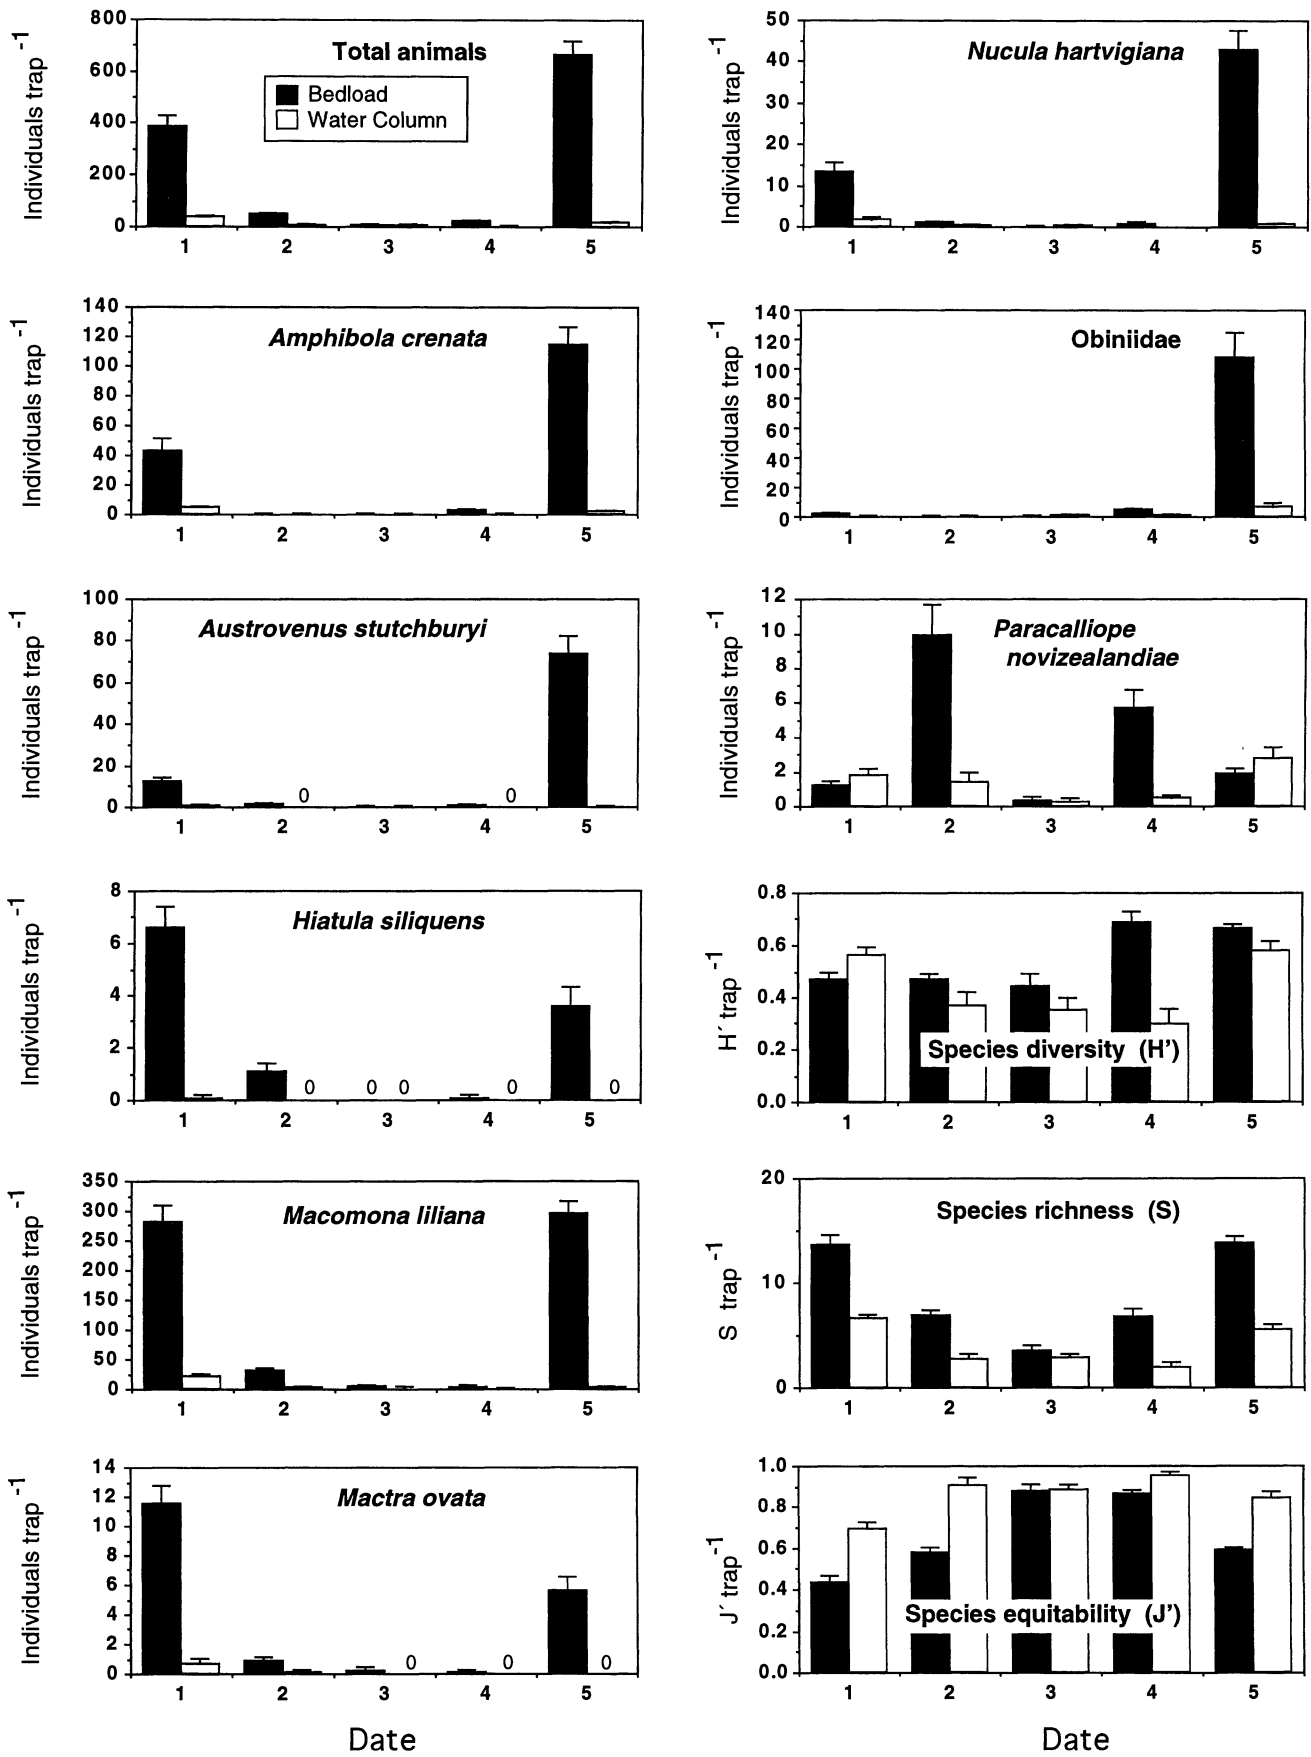 Total animals
Bedload
Water Column
Individuals trap⁻¹
800
600
400
200
0
1 2 3 4 5
Nucula hartvigiana
Individuals trap⁻¹
50
40
30
20
10
0
1 2 3 4 5
Amphibola crenata
Individuals trap⁻¹
140
120
100
80
60
40
20
0
1 2 3 4 5
Obiniidae
Individuals trap⁻¹
140
120
100
80
60
40
20
0
1 2 3 4 5
Austrovenus stutchburyi
Individuals trap⁻¹
100
80
60
40
20
0
0 0
1 2 3 4 5
Paracalliope
novizealandiae
Individuals trap⁻¹
12
10
8
6
4
2
0
1 2 3 4 5
Hiatula siliquens
Individuals trap⁻¹
8
6
4
2
0
0 0 0 0 0
1 2 3 4 5
Species diversity (H')
H´ trap⁻¹
0.8
0.6
0.4
0.2
0.0
1 2 3 4 5
Macomona liliana
Individuals trap⁻¹
350
300
250
200
150
100
50
0
1 2 3 4 5
Species richness (S)
S trap⁻¹
20
10
0
1 2 3 4 5
Mactra ovata
Individuals trap⁻¹
14
12
10
8
6
4
2
0
0 0 0
1 2 3 4 5
Date
Species equitability (J')
J´ trap⁻¹
1.0
0.8
0.6
0.4
0.2
0.0
1 2 3 4 5
Date